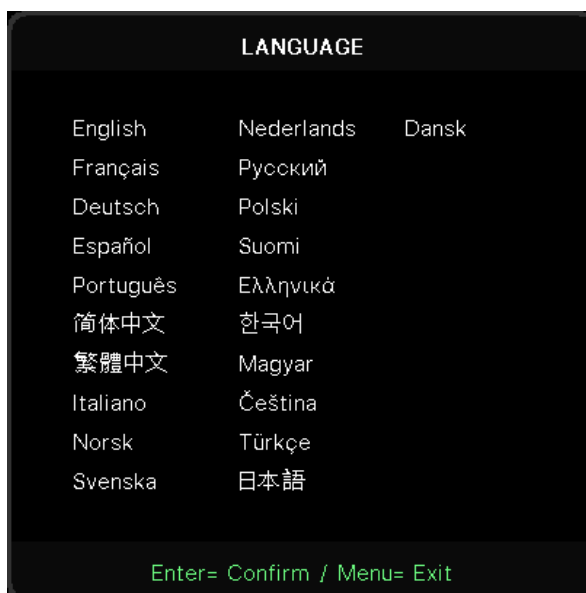 LANGUAGE
English Nederlands Dansk
Français Русский
Deutsch Polski
Español Suomi
Português Ελληνικά
简体中文 한국어
繁體中文 Magyar
Italiano Čeština
Norsk Türkçe
Svenska 日本語
Enter= Confirm / Menu= Exit